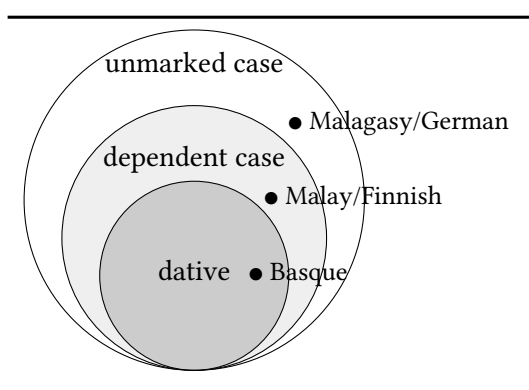 unmarked case
● Malagasy/German
dependent case
● Malay/Finnish
dative ● Basque